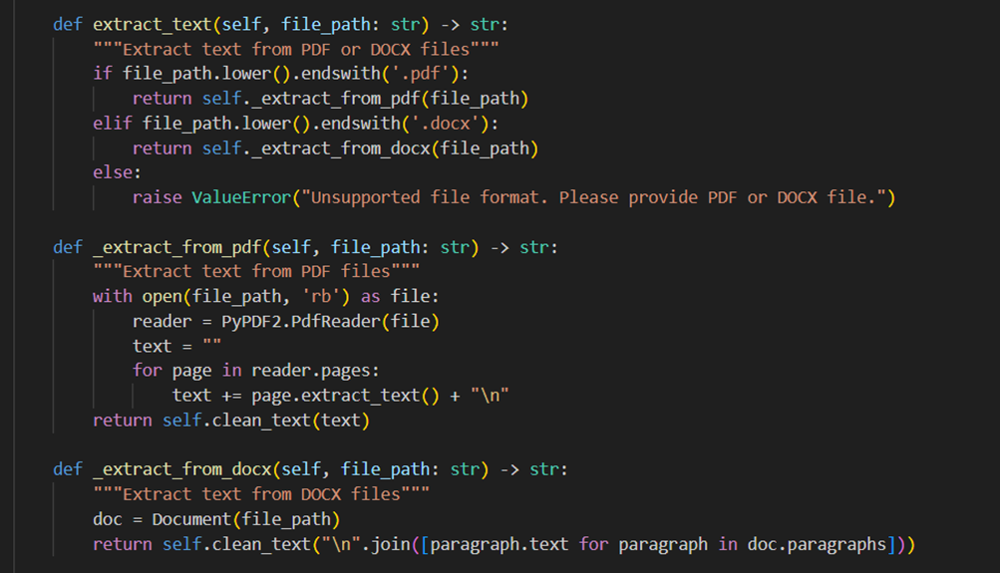 def extract_text(self, file_path: str) -> str:
    """Extract text from PDF or DOCX files"""
    if file_path.lower().endswith('.pdf'):
        return self._extract_from_pdf(file_path)
    elif file_path.lower().endswith('.docx'):
        return self._extract_from_docx(file_path)
    else:
        raise ValueError("Unsupported file format. Please provide PDF or DOCX file.")

def _extract_from_pdf(self, file_path: str) -> str:
    """Extract text from PDF files"""
    with open(file_path, 'rb') as file:
        reader = PyPDF2.PdfReader(file)
        text = ""
        for page in reader.pages:
            text += page.extract_text() + "\n"
    return self.clean_text(text)

def _extract_from_docx(self, file_path: str) -> str:
    """Extract text from DOCX files"""
    doc = Document(file_path)
    return self.clean_text("\n".join([paragraph.text for paragraph in doc.paragraphs]))